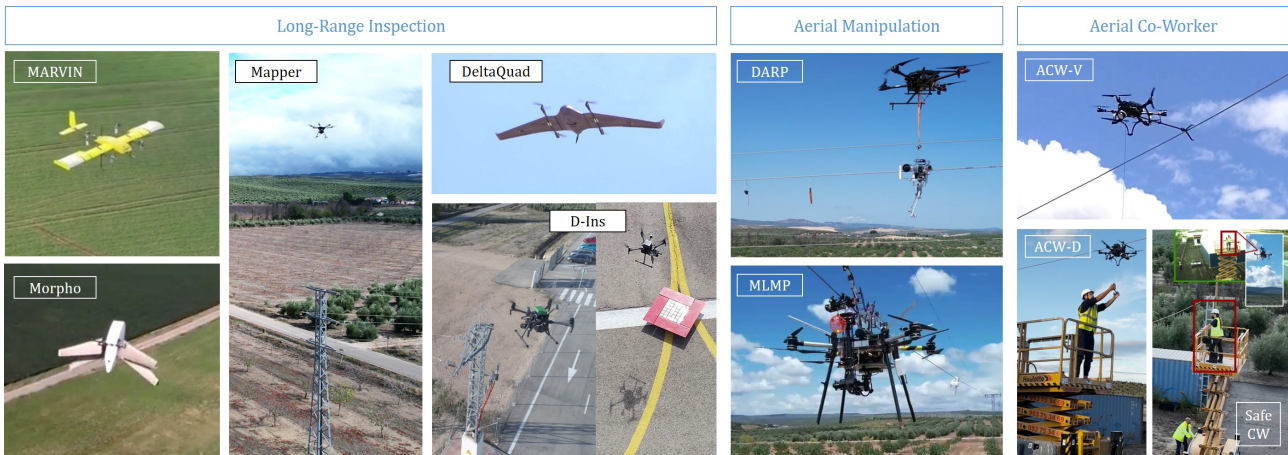 Long-Range Inspection
Aerial Manipulation
Aerial Co-Worker
MARVIN
Mapper
DeltaQuad
DARP
ACW-V
D-Ins
ACW-D
Morpho
MLMP
Haulotte
Safe
CW